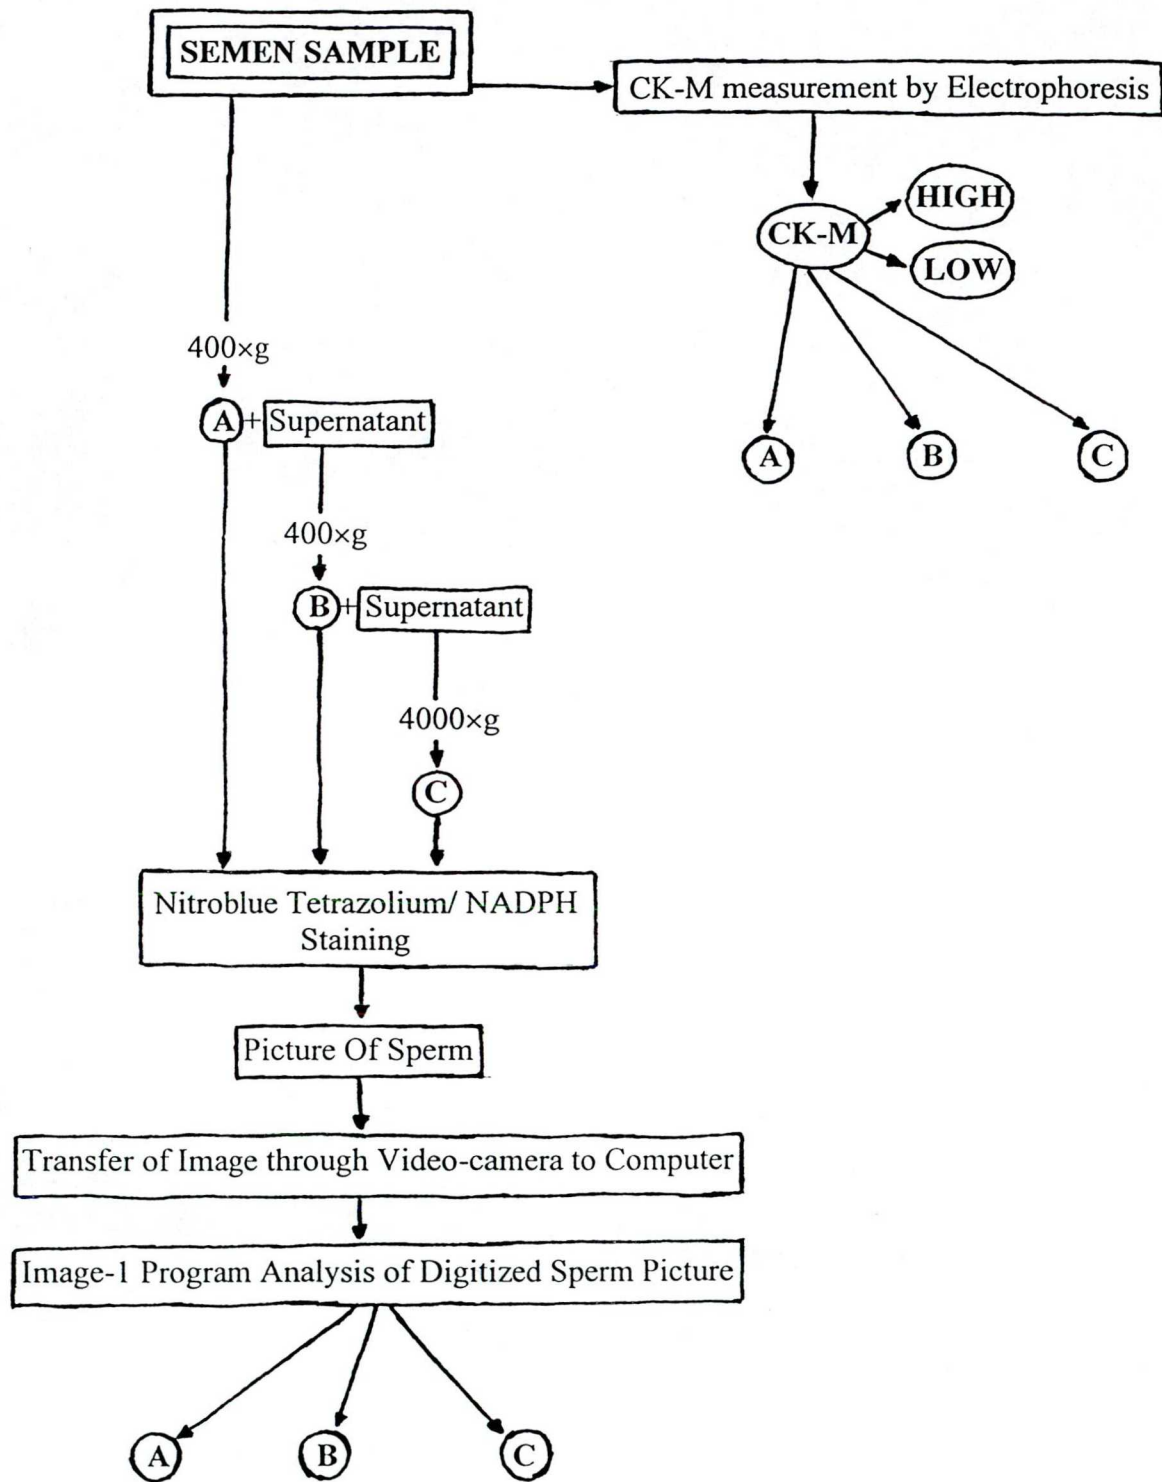 SEMEN SAMPLE
CK-M measurement by Electrophoresis
HIGH
CK-M
LOW
400×g
A + Supernatant
A
B
C
400×g
B + Supernatant
4000×g
C
Nitroblue Tetrazolium/ NADPH
Staining
Picture Of Sperm
Transfer of Image through Video-camera to Computer
Image-1 Program Analysis of Digitized Sperm Picture
A
B
C